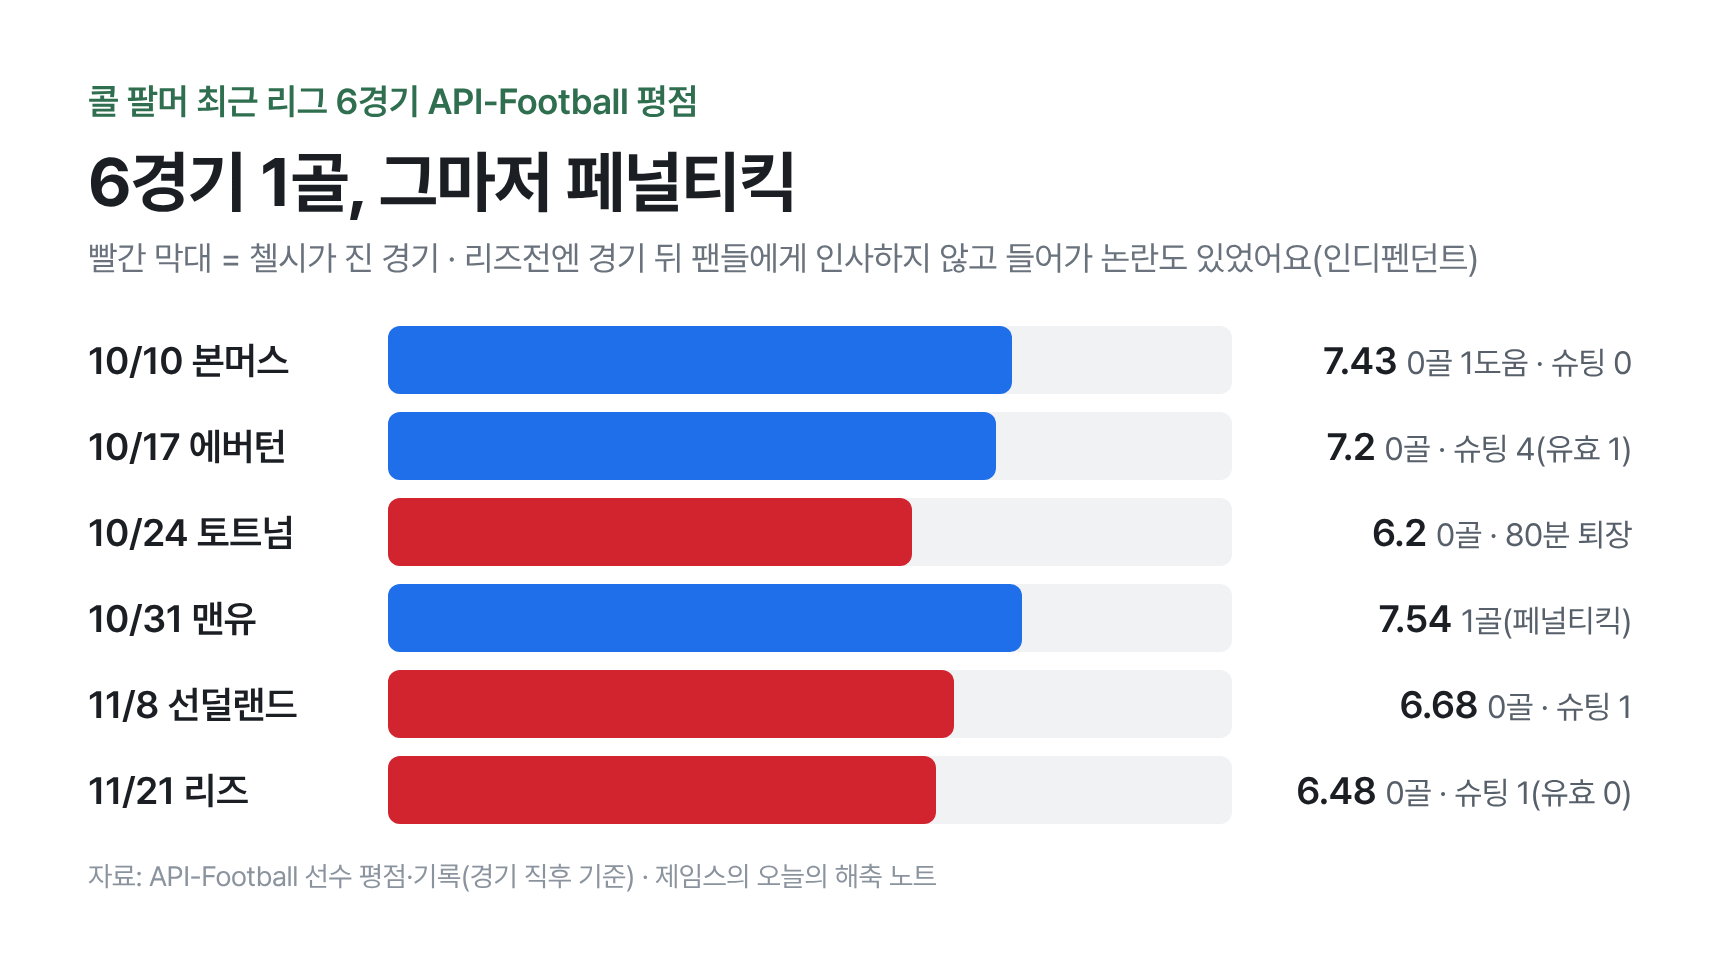 콜 팔머 최근 리그 6경기 API-Football 평점
6경기 1골, 그마저 페널티킥
빨간 막대 = 첼시가 진 경기 · 리즈전엔 경기 뒤 팬들에게 인사하지 않고 들어가 논란도 있었어요(인디펜던트)
10/10 본머스 7.43 0골 1도움 · 슈팅 0
10/17 에버턴 7.2 0골 · 슈팅 4(유효 1)
10/24 토트넘 6.2 0골 · 80분 퇴장
10/31 맨유 7.54 1골(페널티킥)
11/8 선덜랜드 6.68 0골 · 슈팅 1
11/21 리즈 6.48 0골 · 슈팅 1(유효 0)
자료: API-Football 선수 평점·기록(경기 직후 기준) · 제임스의 오늘의 해축 노트